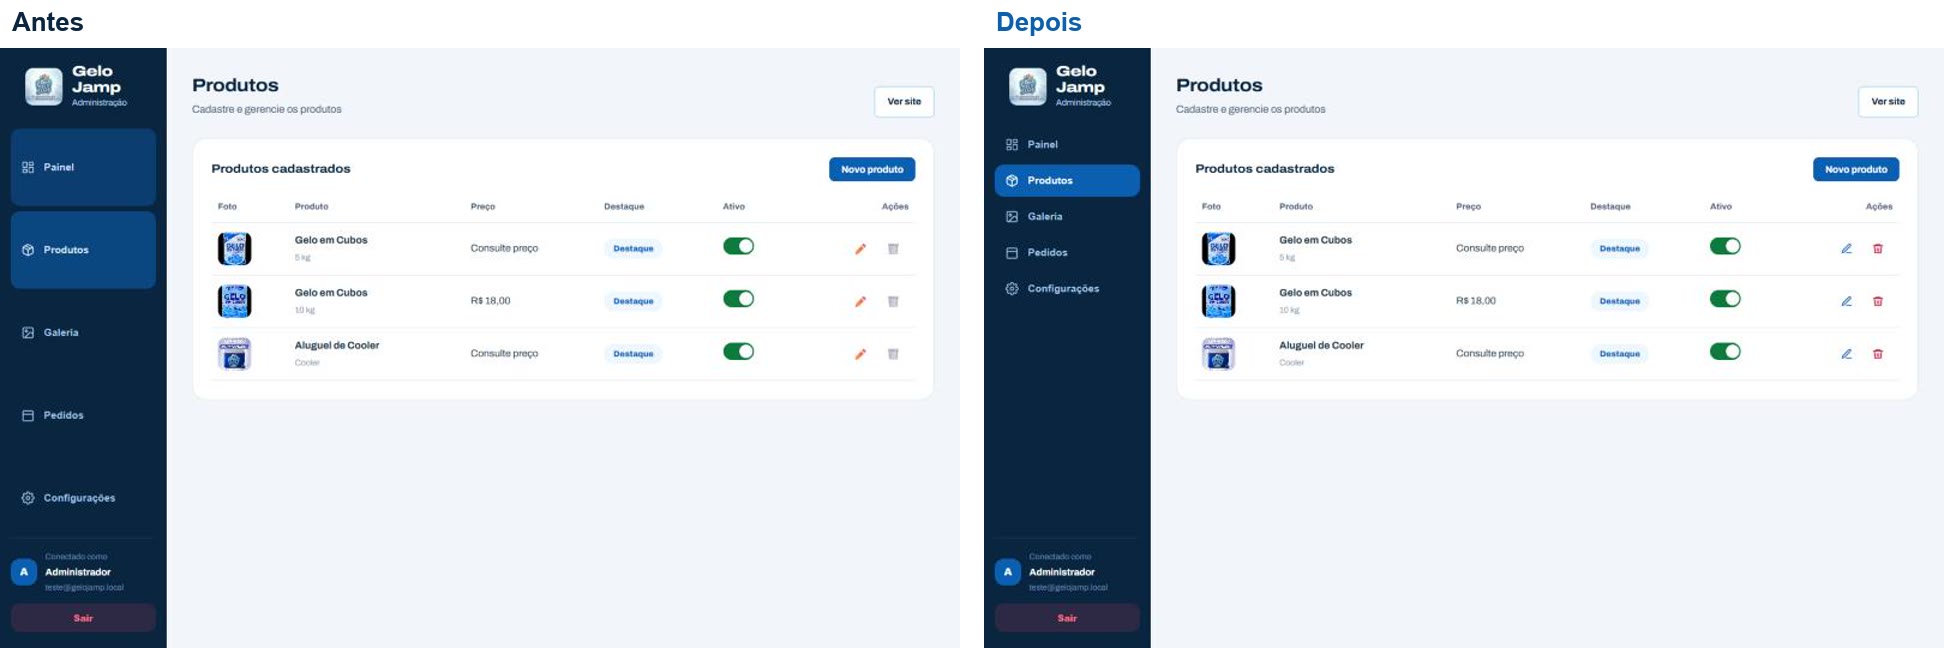 Antes
Gelo
Jamp
Administração
Painel
Produtos
Galeria
Pedidos
Configurações
Conectado como
A
Administrador
teste@gelojamp.local
Sair
Produtos
Cadastre e gerencie os produtos
Ver site
Produtos cadastrados
Novo produto
Foto Produto Preço Destaque Ativo Ações
Gelo em Cubos
5 kg
Consulte preço
Destaque
Gelo em Cubos
10 kg
R$ 18,00
Destaque
Aluguel de Cooler
Cooler
Consulte preço
Destaque
Depois
Gelo
Jamp
Administração
Painel
Produtos
Galeria
Pedidos
Configurações
Conectado como
A
Administrador
teste@gelojamp.local
Sair
Produtos
Cadastre e gerencie os produtos
Ver site
Produtos cadastrados
Novo produto
Foto Produto Preço Destaque Ativo Ações
Gelo em Cubos
5 kg
Consulte preço
Destaque
Gelo em Cubos
10 kg
R$ 18,00
Destaque
Aluguel de Cooler
Cooler
Consulte preço
Destaque